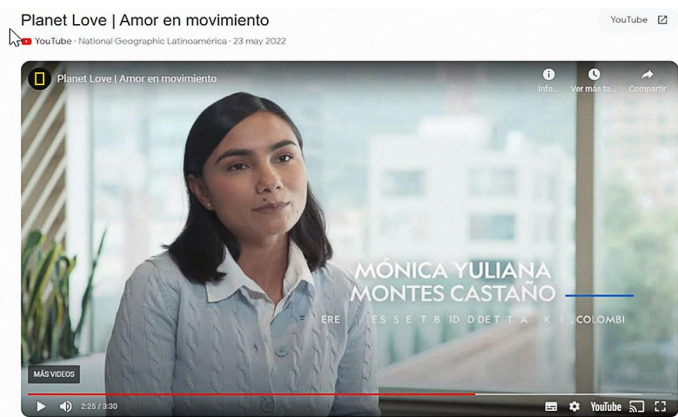 Planet Love | Amor en movimiento
YouTube
YouTube · National Geographic Latinoamérica · 23 may 2022
Planet Love | Amor en movimiento
Info...
Ver más ta...
Compartir
MÓNICA YULIANA
MONTES CASTAÑO
COLOMBI
MÁS VIDEOS
2:25 / 3:30
YouTube